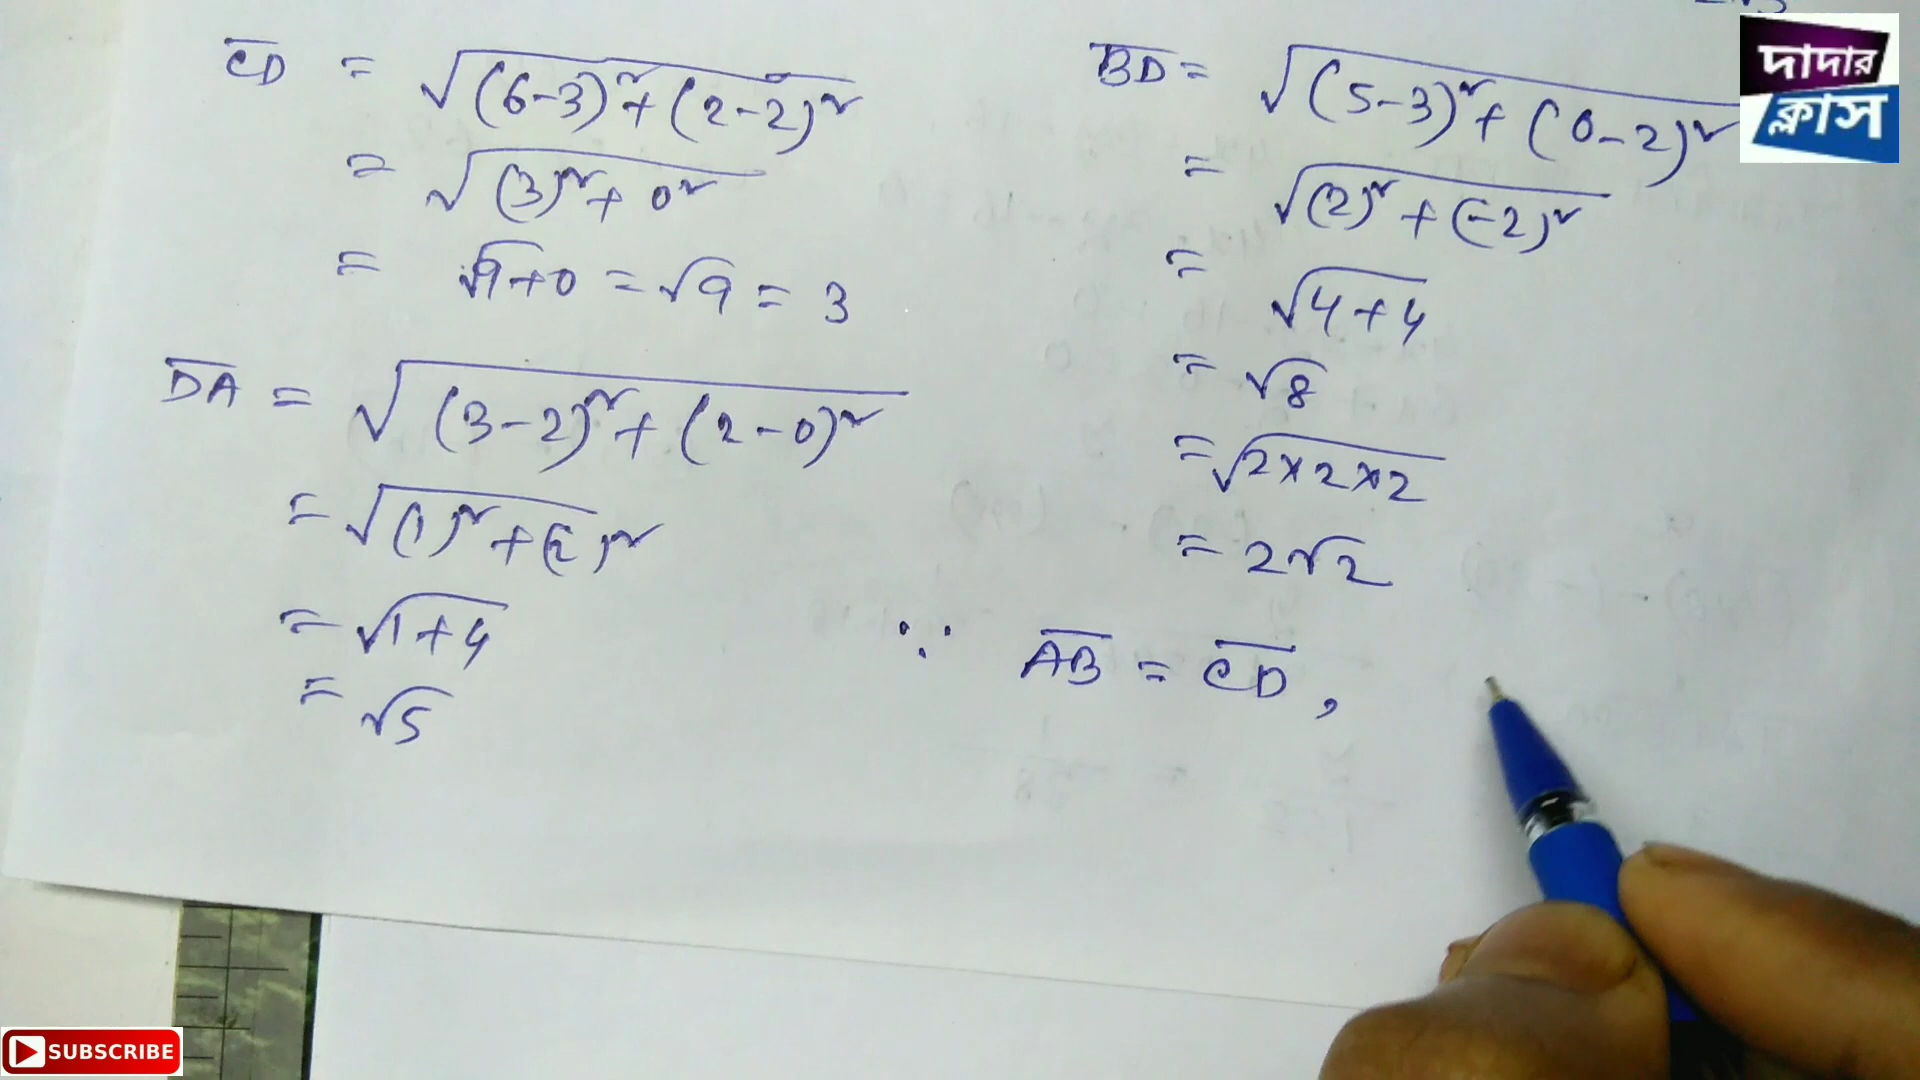 CD = √(6-3)² + (2-2)²
= √(3)² + 0²
= √9+0 = √9 = 3
DA = √(3-2)² + (2-0)²
= √(1)² + (2)²
= √1+4
= √5
BD = √(5-3)² + (0-2)²
= √(2)² + (-2)²
= √4+4
= √8
= √2×2×2
= 2√2
∵ AB = CD,
দাদার
ক্লাস
SUBSCRIBE